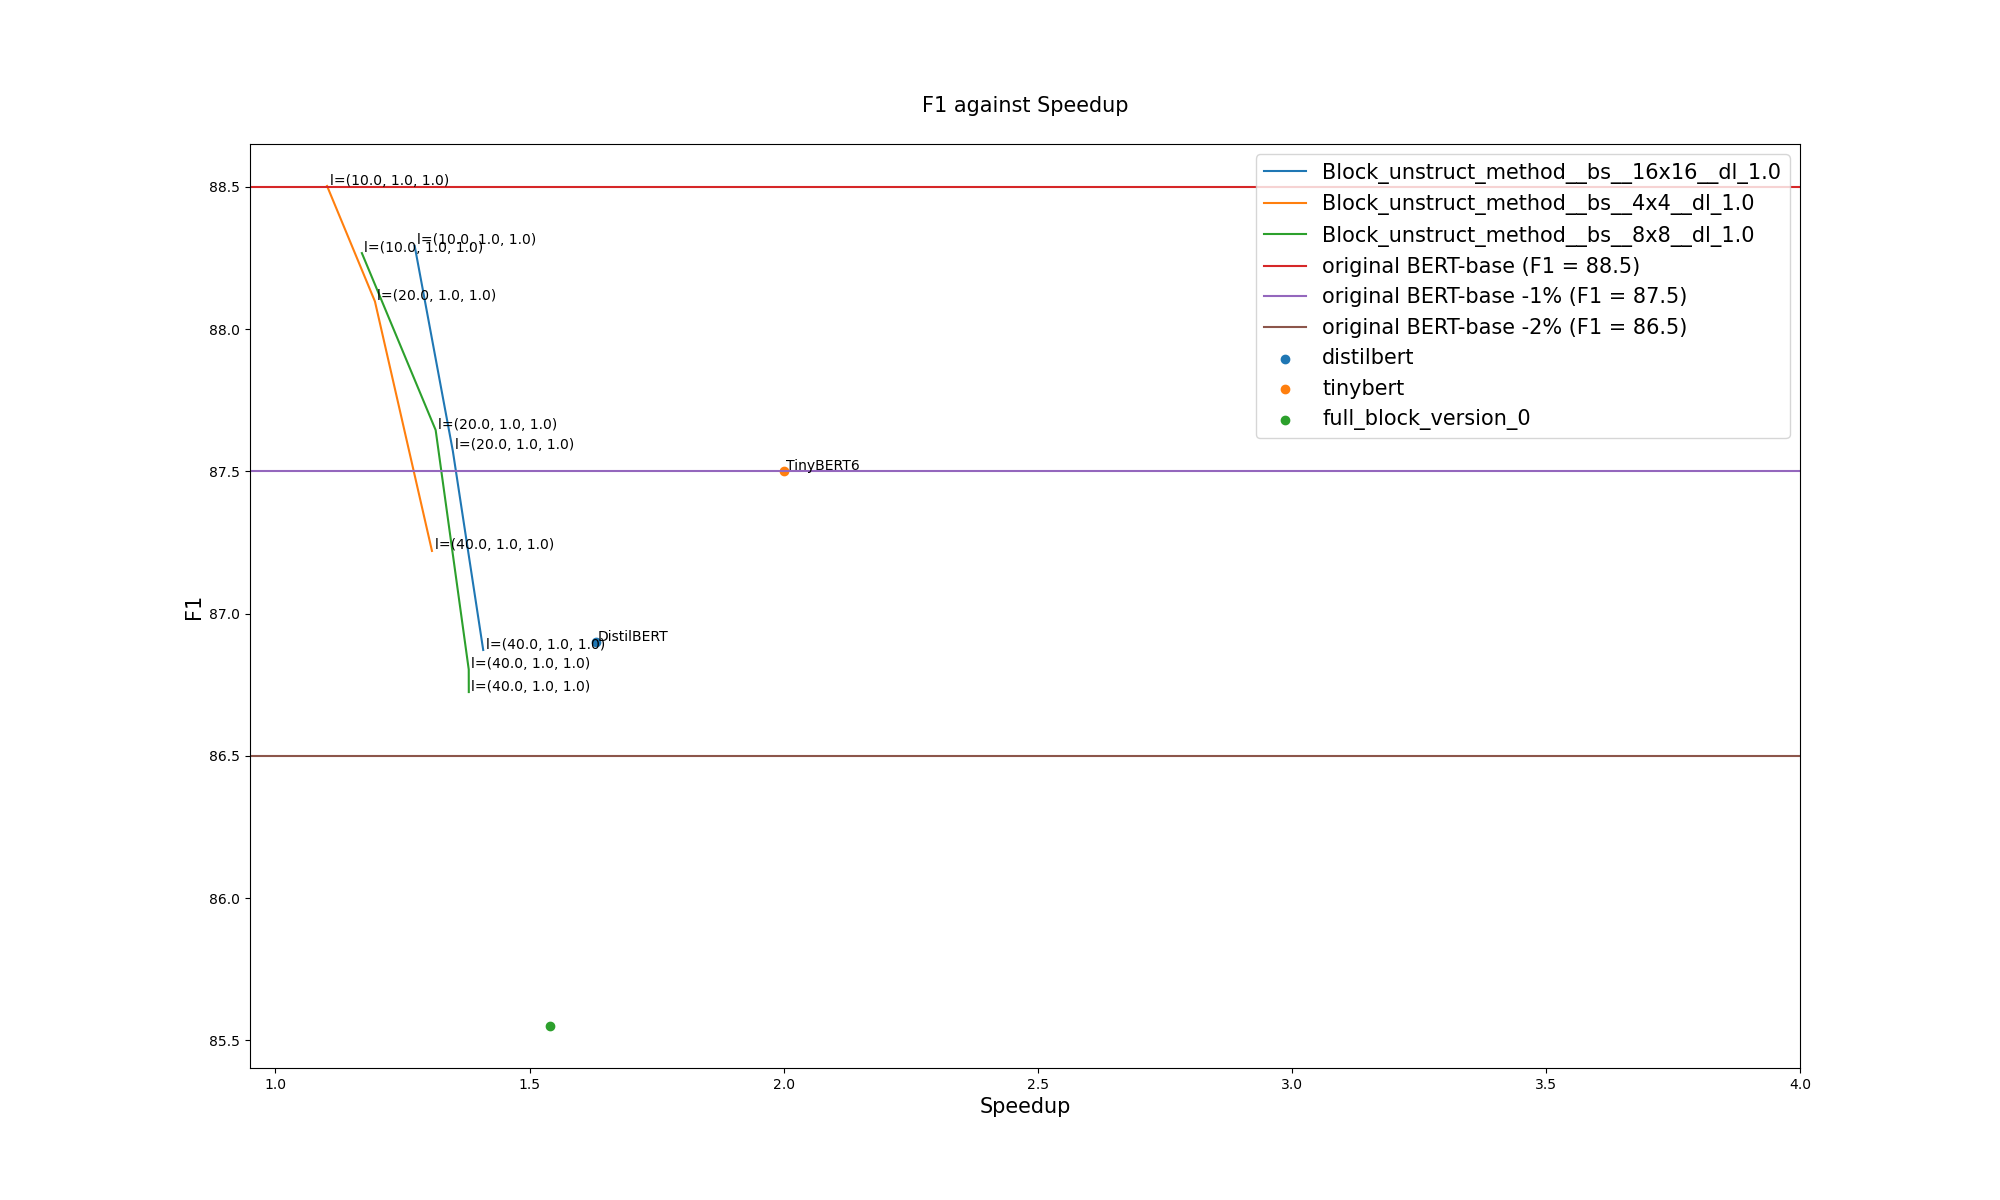 F1 against Speedup
Block_unstruct_method__bs__16x16__dl_1.0
Block_unstruct_method__bs__4x4__dl_1.0
Block_unstruct_method__bs__8x8__dl_1.0
original BERT-base (F1 = 88.5)
original BERT-base -1% (F1 = 87.5)
original BERT-base -2% (F1 = 86.5)
distilbert
tinybert
full_block_version_0
l=(10.0, 1.0, 1.0)
l=(10.0, 1.0, 1.0)
l=(10.0, 1.0, 1.0)
l=(20.0, 1.0, 1.0)
l=(20.0, 1.0, 1.0)
l=(20.0, 1.0, 1.0)
TinyBERT6
l=(40.0, 1.0, 1.0)
DistilBERT
l=(40.0, 1.0, 1.0)
l=(40.0, 1.0, 1.0)
l=(40.0, 1.0, 1.0)
88.5
88.0
87.5
87.0
86.5
86.0
85.5
F1
1.0 1.5 2.0 2.5 3.0 3.5 4.0
Speedup